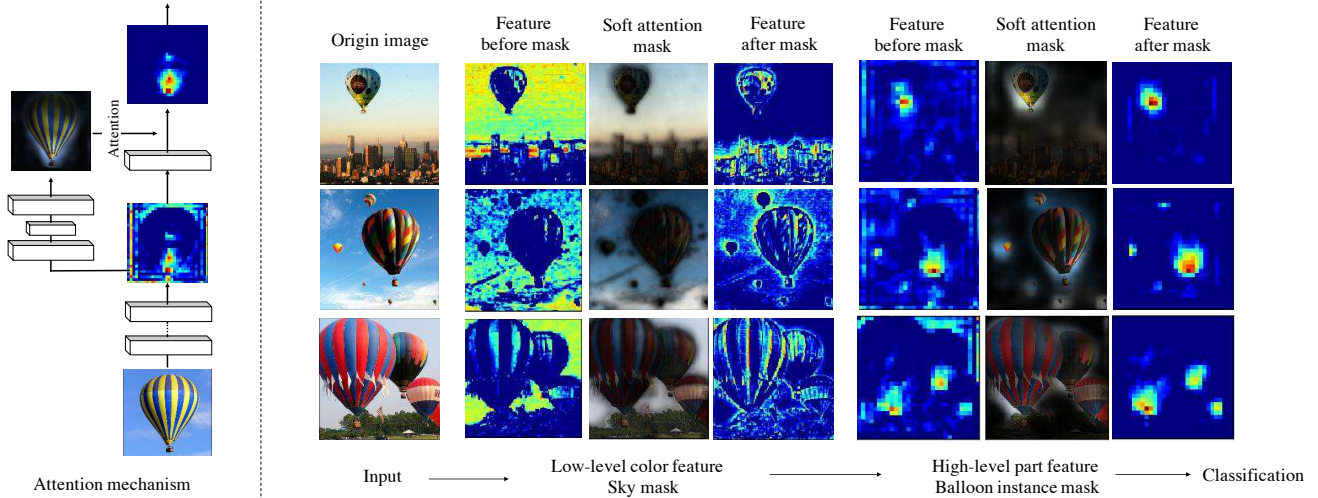 Attention
Attention mechanism
Origin image
Feature
before mask
Soft attention
mask
Feature
after mask
Feature
before mask
Soft attention
mask
Feature
after mask
Input
Low-level color feature
Sky mask
High-level part feature
Balloon instance mask
Classification